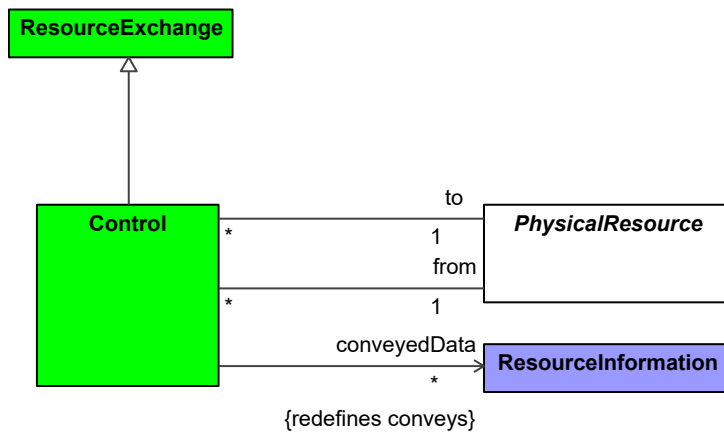 ResourceExchange
Control
to
PhysicalResource
*
1
from
*
1
conveyedData
ResourceInformation
*
{redefines conveys}